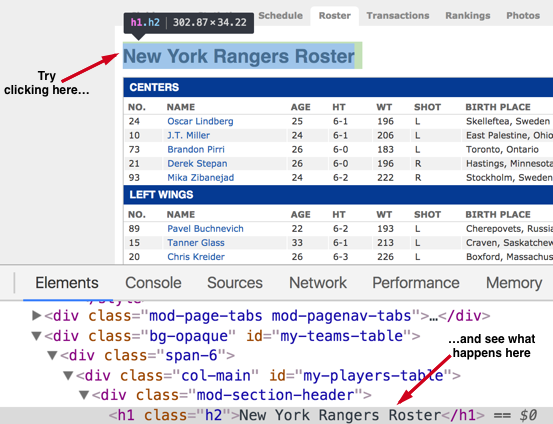 h1.h2 | 302.87×34.22
Schedule Roster Transactions Rankings Photos
New York Rangers Roster
Try
clicking here…
CENTERS
NO. NAME AGE HT WT SHOT BIRTH PLACE
24 Oscar Lindberg 25 6-1 196 L Skelleftea, Sweden
10 J.T. Miller 24 6-1 206 L East Palestine, Ohio
73 Brandon Pirri 26 6-0 183 L Toronto, Ontario
21 Derek Stepan 26 6-0 196 R Hastings, Minnesota
93 Mika Zibanejad 24 6-2 222 R Stockholm, Sweden
LEFT WINGS
NO. NAME AGE HT WT SHOT BIRTH PLACE
89 Pavel Buchnevich 22 6-2 193 L Cherepovets, Russia
15 Tanner Glass 33 6-1 213 L Craven, Saskatchew
20 Chris Kreider 26 6-3 226 L Boxford, Massachus
Elements Console Sources Network Performance Memory
</style>
▶<div class="mod-page-tabs mod-pagenav-tabs">…</div>
▼<div class="bg-opaque" id="my-teams-table">
▼<div class="span-6">
▼<div class="col-main" id="my-players-table">
▼<div class="mod-section-header">
<h1 class="h2">New York Rangers Roster</h1> == $0
…and see what
happens here